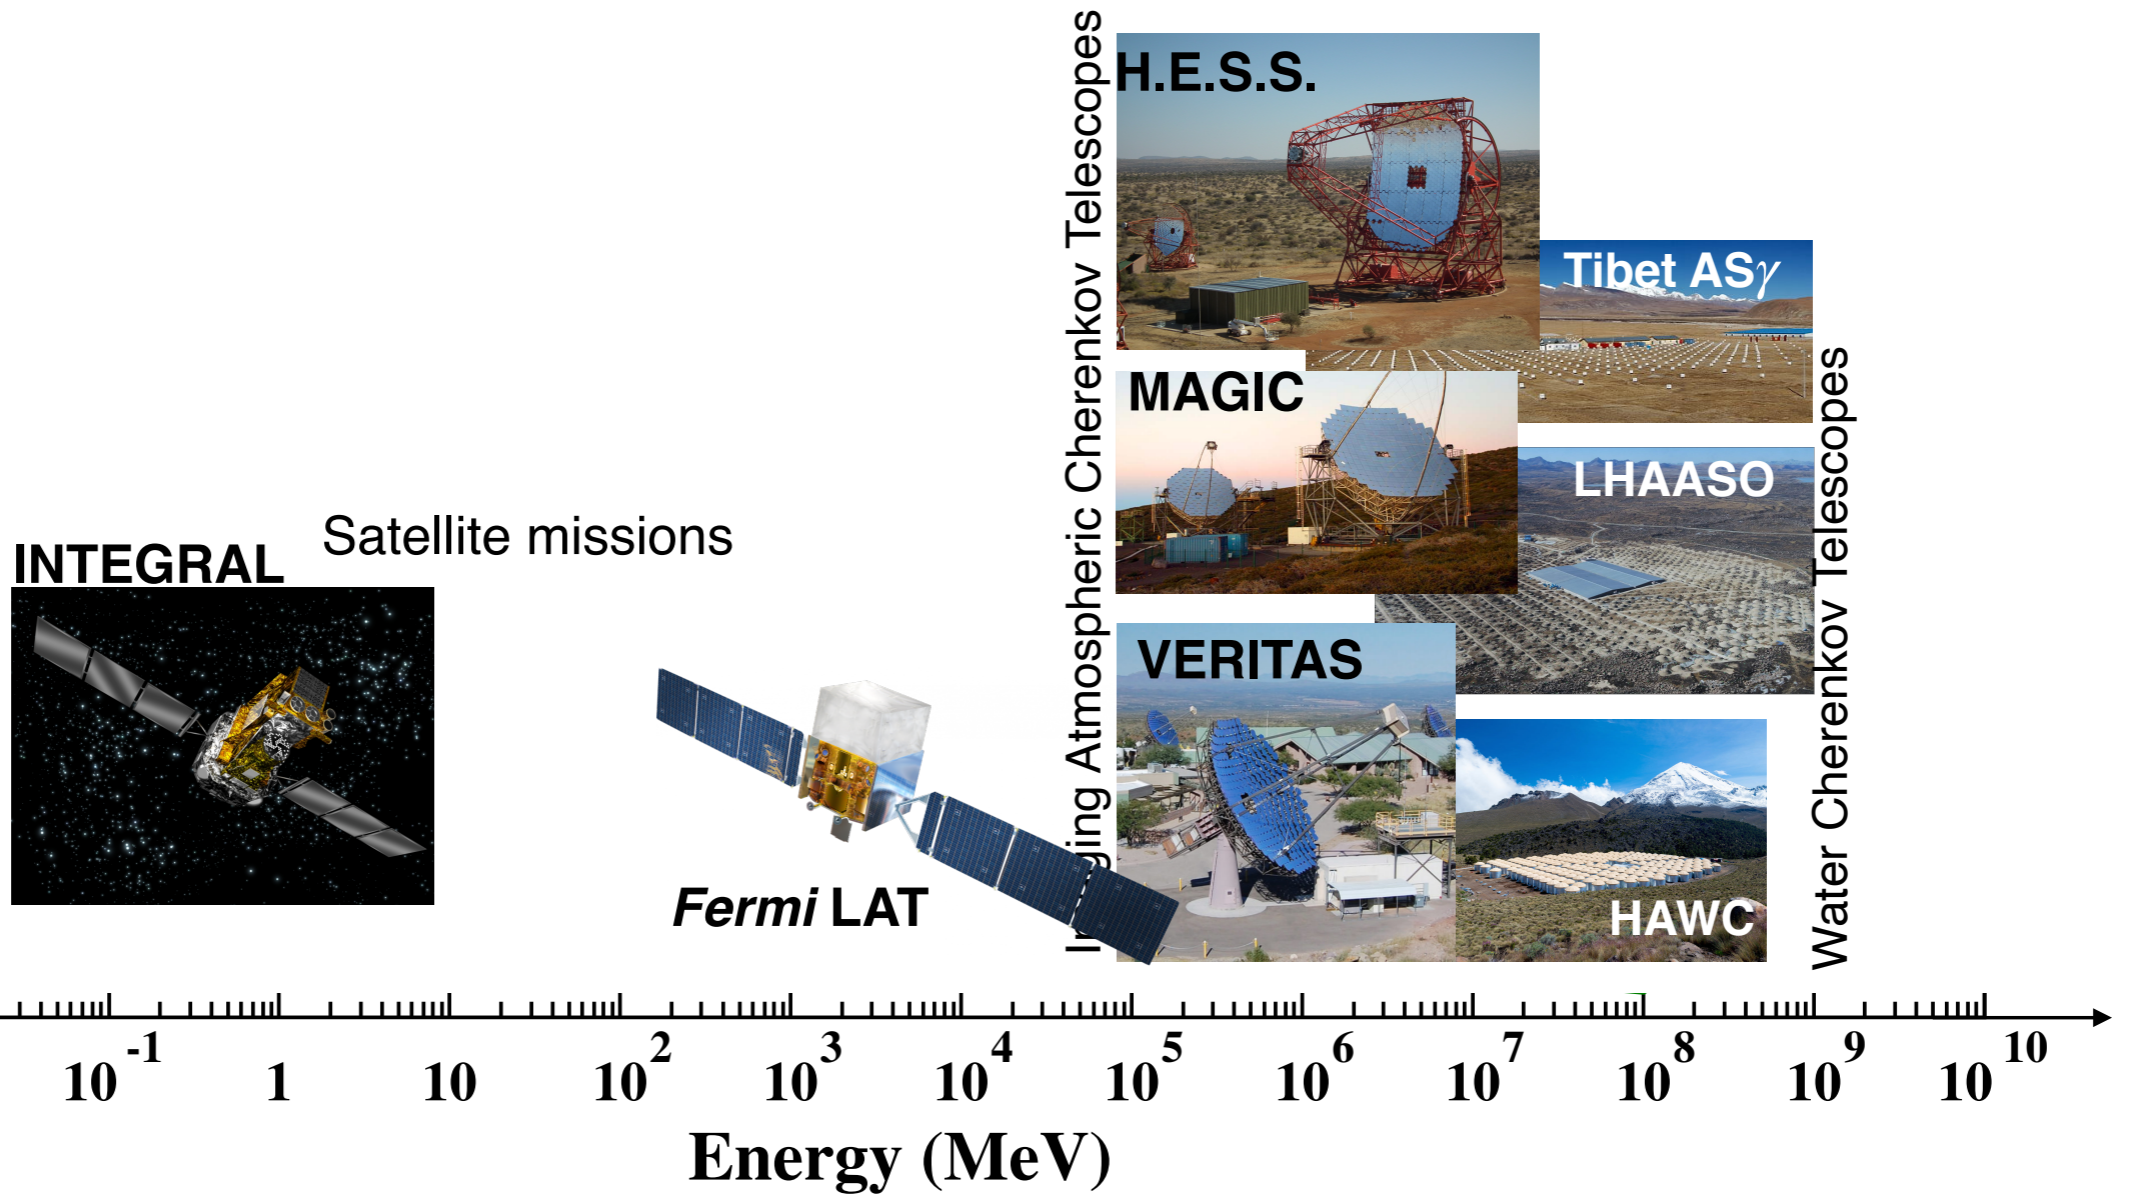 H.E.S.S.
Tibet ASγ
MAGIC
LHAASO
VERITAS
HAWC
Imaging Atmospheric Cherenkov Telescopes
Water Cherenkov Telescopes
Satellite missions
INTEGRAL
Fermi LAT
10^-1 1 10 10^2 10^3 10^4 10^5 10^6 10^7 10^8 10^9 10^10
Energy (MeV)